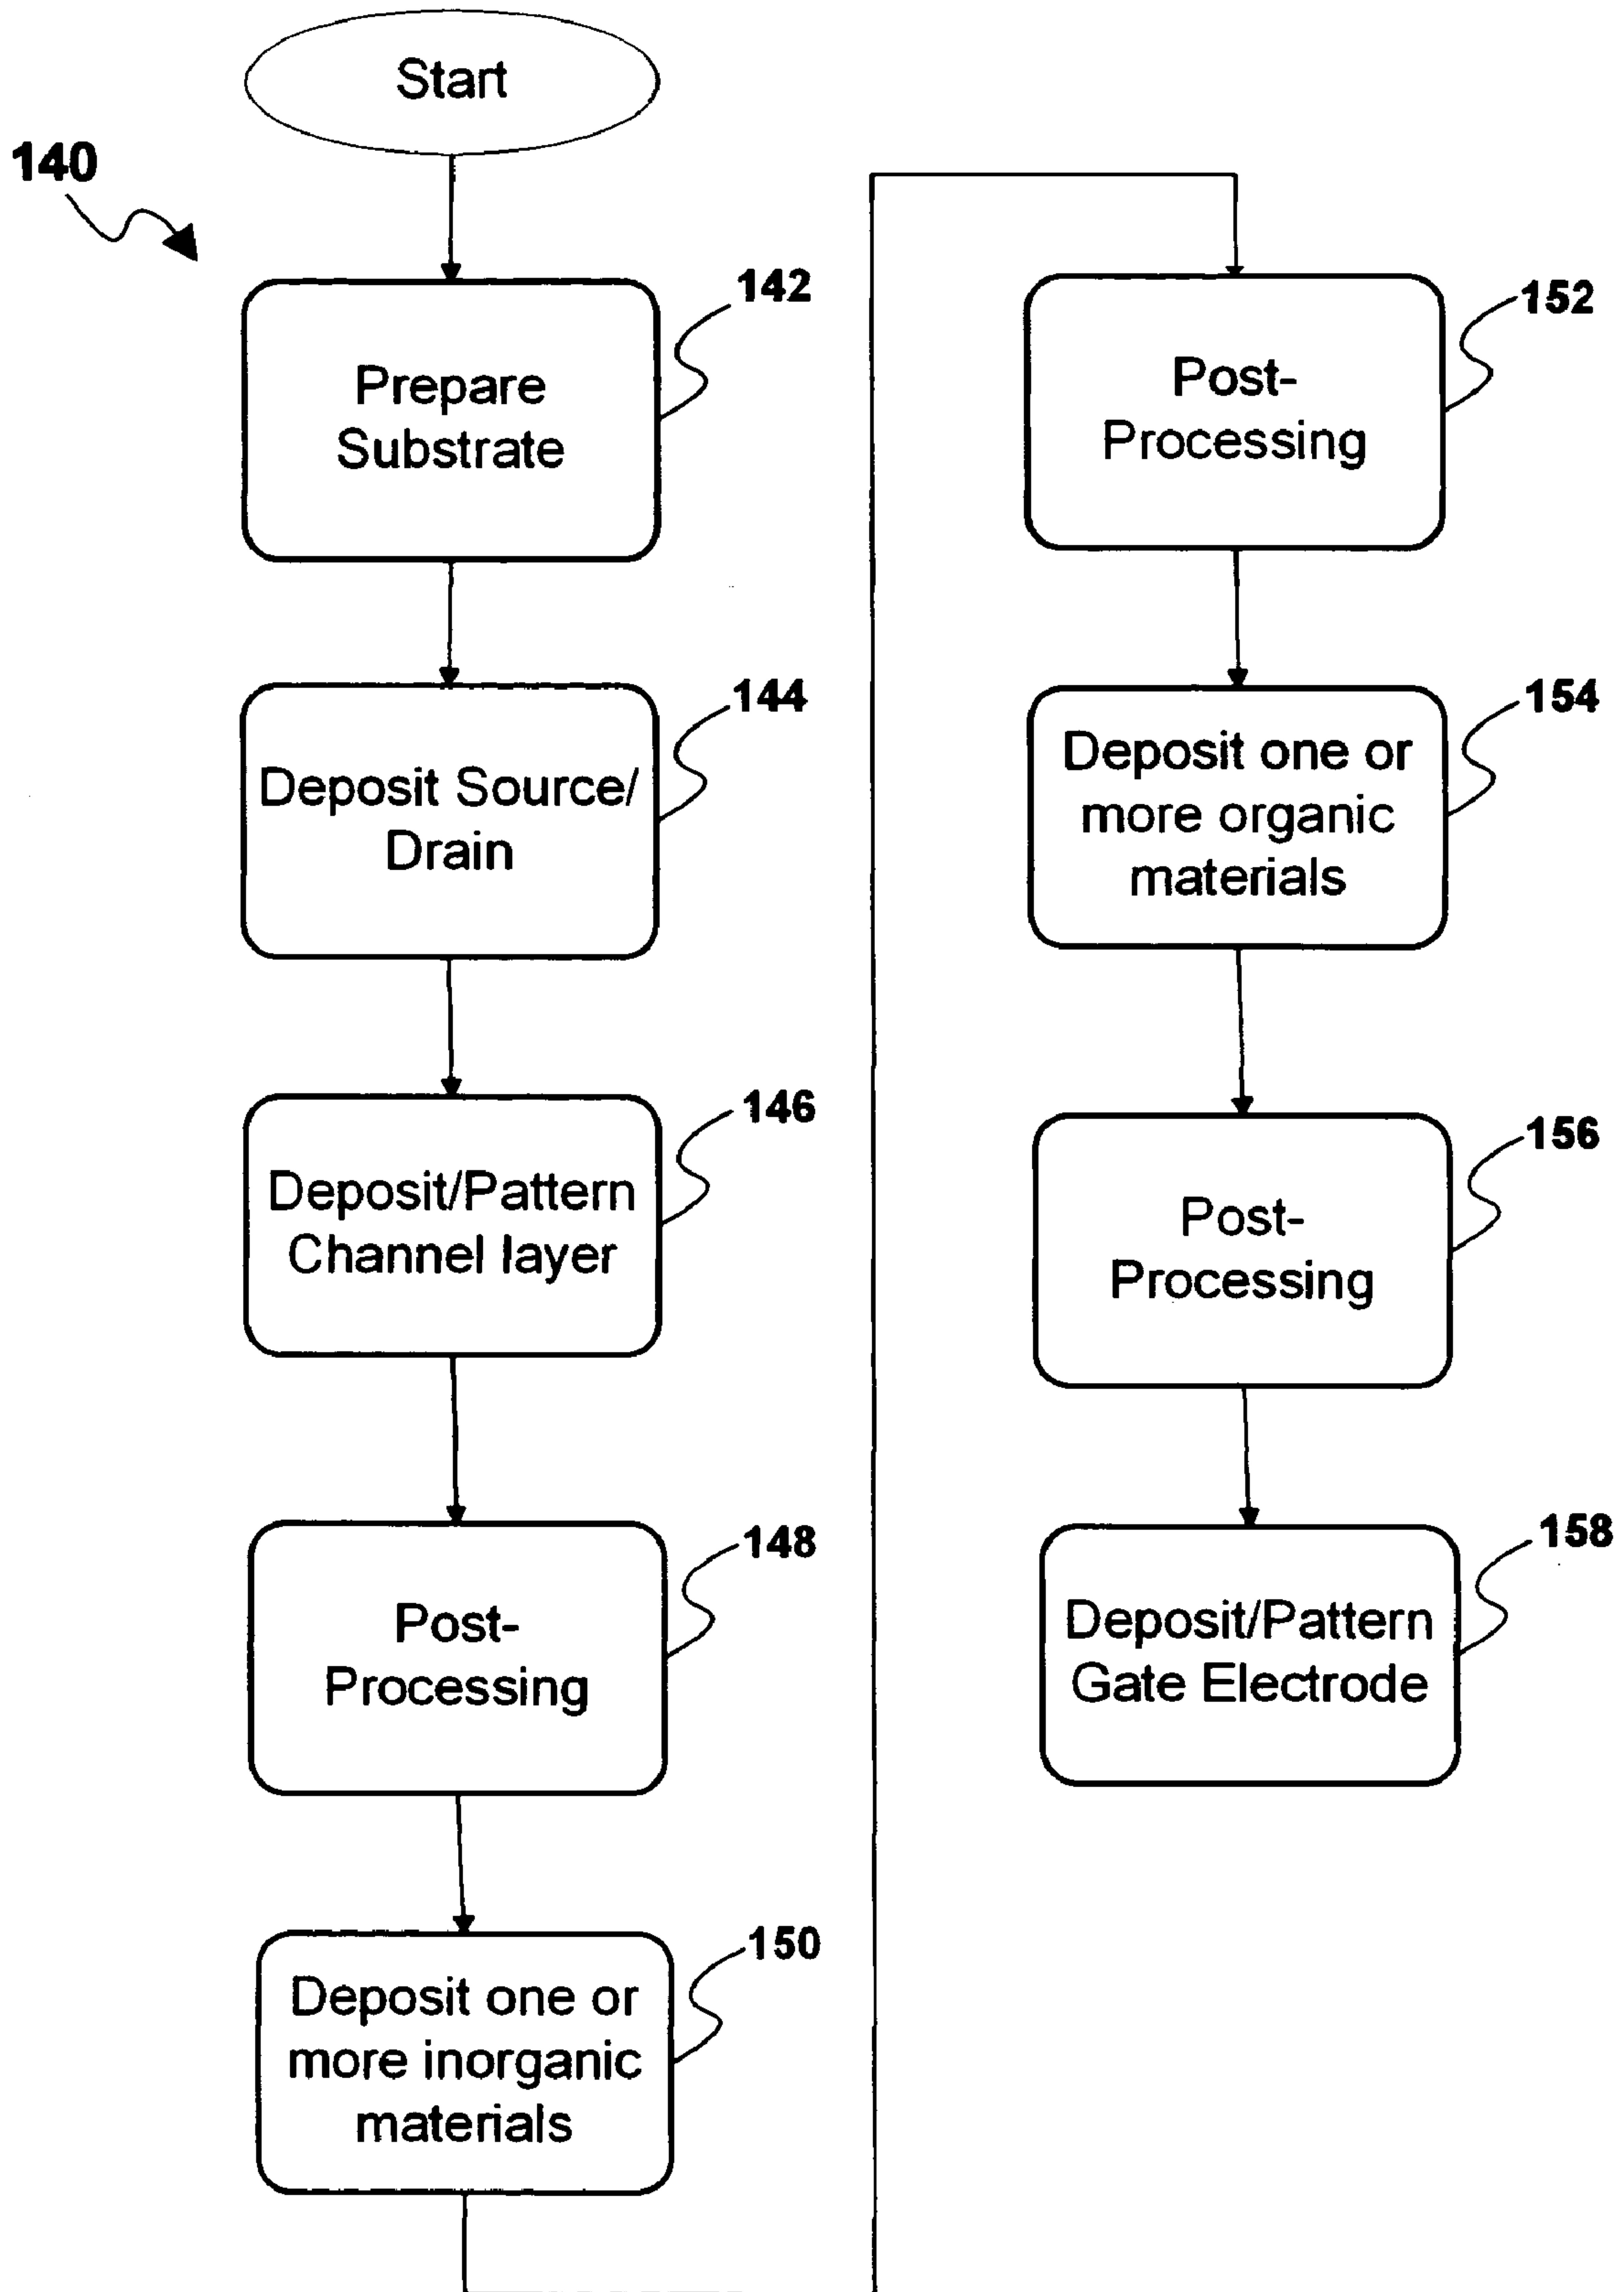 Start
140
142
Prepare
Substrate
144
Deposit Source/
Drain
146
Deposit/Pattern
Channel layer
148
Post-
Processing
150
Deposit one or
more inorganic
materials
152
Post-
Processing
154
Deposit one or
more organic
materials
156
Post-
Processing
158
Deposit/Pattern
Gate Electrode